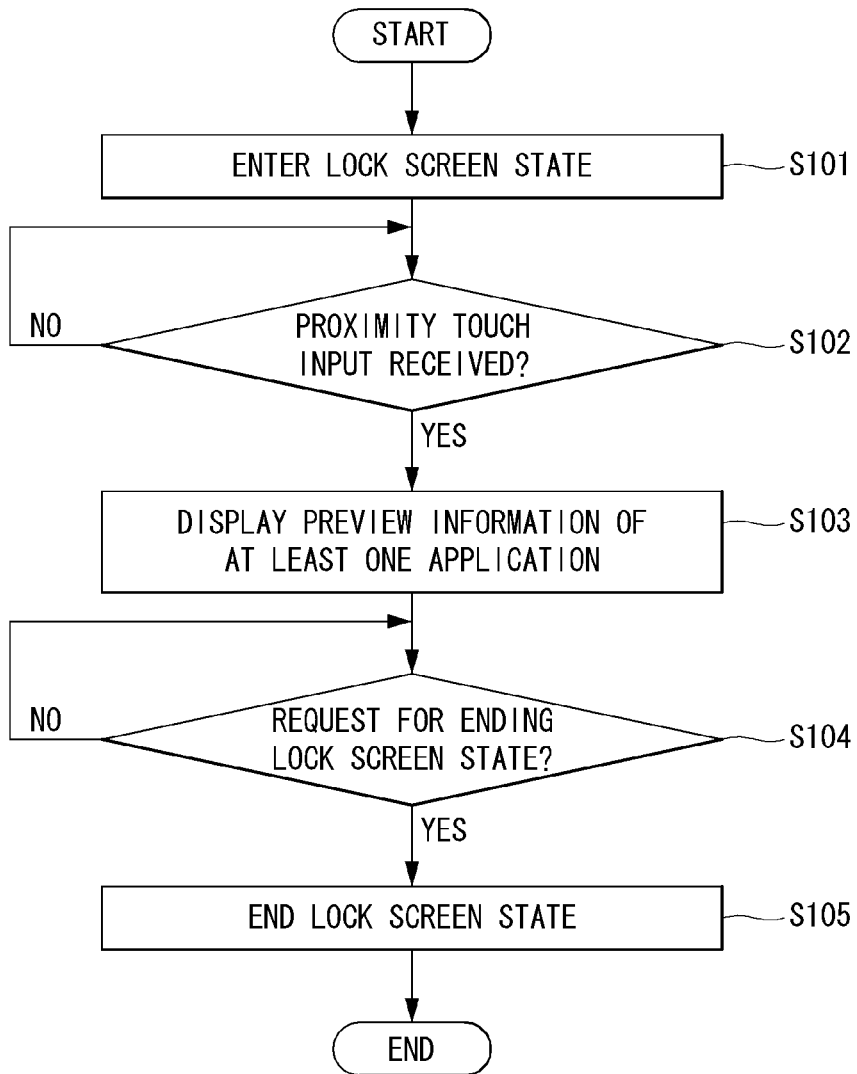 START
ENTER LOCK SCREEN STATE
S101
NO
PROXIMITY TOUCH
INPUT RECEIVED?
S102
YES
DISPLAY PREVIEW INFORMATION OF
AT LEAST ONE APPLICATION
S103
NO
REQUEST FOR ENDING
LOCK SCREEN STATE?
S104
YES
END LOCK SCREEN STATE
S105
END